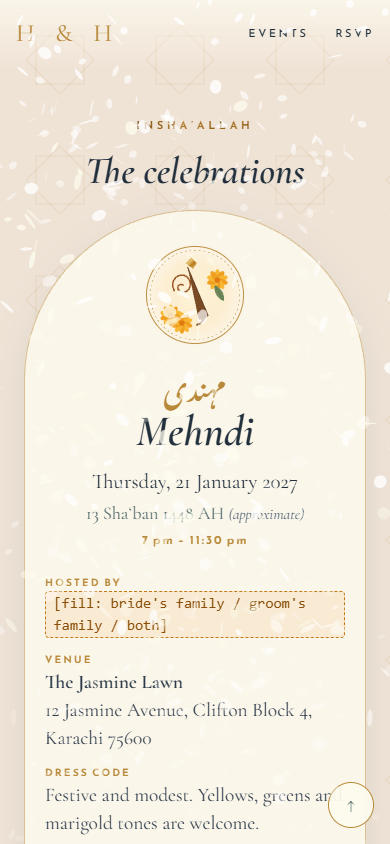 H & H
EVENTS RSVP
INSHA'ALLAH
The celebrations
مہندی
Mehndi
Thursday, 21 January 2027
13 Sha'ban 1448 AH (approximate)
7 pm - 11:30 pm
HOSTED BY
[fill: bride's family / groom's
family / both]
VENUE
The Jasmine Lawn
12 Jasmine Avenue, Clifton Block 4,
Karachi 75600
DRESS CODE
Festive and modest. Yellows, greens and
marigold tones are welcome.
↑